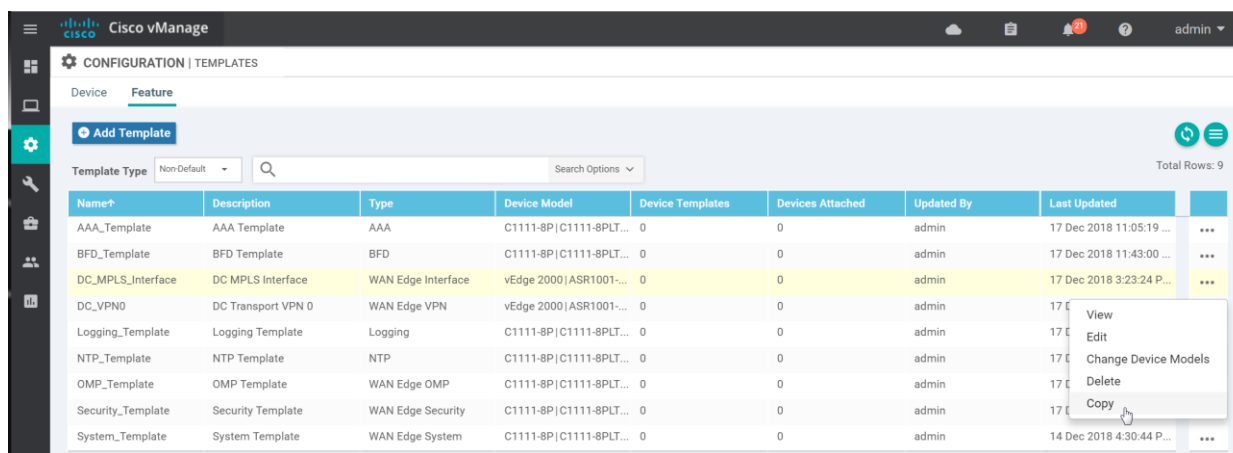 CISCO Cisco vManage 21 admin
CONFIGURATION | TEMPLATES
Device Feature
Add Template
Template Type Non-Default Search Options Total Rows: 9
Name Description Type Device Model Device Templates Devices Attached Updated By Last Updated
AAA_Template AAA Template AAA C1111-8P|C1111-8PLT... 0 0 admin 17 Dec 2018 11:05:19 ...
BFD_Template BFD Template BFD C1111-8P|C1111-8PLT... 0 0 admin 17 Dec 2018 11:43:00 ...
DC_MPLS_Interface DC MPLS Interface WAN Edge Interface vEdge 2000|ASR1001-... 0 0 admin 17 Dec 2018 3:23:24 P...
DC_VPN0 DC Transport VPN 0 WAN Edge VPN vEdge 2000|ASR1001-... 0 0 admin 17
Logging_Template Logging Template Logging C1111-8P|C1111-8PLT... 0 0 admin 17
NTP_Template NTP Template NTP C1111-8P|C1111-8PLT... 0 0 admin 17
OMP_Template OMP Template WAN Edge OMP C1111-8P|C1111-8PLT... 0 0 admin 17
Security_Template Security Template WAN Edge Security C1111-8P|C1111-8PLT... 0 0 admin 17
System_Template System Template WAN Edge System C1111-8P|C1111-8PLT... 0 0 admin 14 Dec 2018 4:30:44 P...
View
Edit
Change Device Models
Delete
Copy